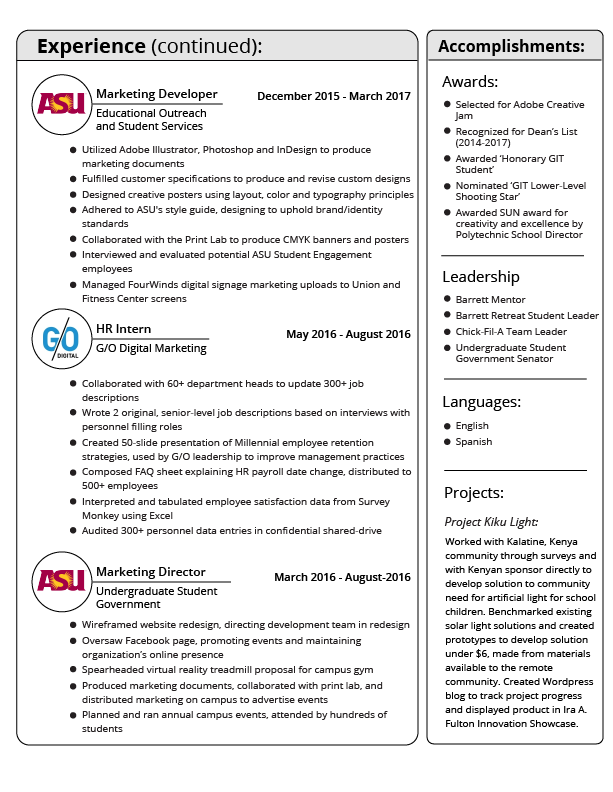 Experience (continued):
ASU
Marketing Developer
December 2015 - March 2017
Educational Outreach
and Student Services
● Utilized Adobe Illustrator, Photoshop and InDesign to produce
marketing documents
● Fulfilled customer specifications to produce and revise custom designs
● Designed creative posters using layout, color and typography principles
● Adhered to ASU's style guide, designing to uphold brand/identity
standards
● Collaborated with the Print Lab to produce CMYK banners and posters
● Interviewed and evaluated potential ASU Student Engagement
employees
● Managed FourWinds digital signage marketing uploads to Union and
Fitness Center screens
G/O
DIGITAL
HR Intern
May 2016 - August 2016
G/O Digital Marketing
● Collaborated with 60+ department heads to update 300+ job
descriptions
● Wrote 2 original, senior-level job descriptions based on interviews with
personnel filling roles
● Created 50-slide presentation of Millennial employee retention
strategies, used by G/O leadership to improve management practices
● Composed FAQ sheet explaining HR payroll date change, distributed to
500+ employees
● Interpreted and tabulated employee satisfaction data from Survey
Monkey using Excel
● Audited 300+ personnel data entries in confidential shared-drive
ASU
Marketing Director
March 2016 - August-2016
Undergraduate Student
Government
● Wireframed website redesign, directing development team in redesign
● Oversaw Facebook page, promoting events and maintaining
organization's online presence
● Spearheaded virtual reality treadmill proposal for campus gym
● Produced marketing documents, collaborated with print lab, and
distributed marketing on campus to advertise events
● Planned and ran annual campus events, attended by hundreds of
students
Accomplishments:
Awards:
● Selected for Adobe Creative
Jam
● Recognized for Dean's List
(2014-2017)
● Awarded 'Honorary GIT
Student'
● Nominated 'GIT Lower-Level
Shooting Star'
● Awarded SUN award for
creativity and excellence by
Polytechnic School Director
Leadership
● Barrett Mentor
● Barrett Retreat Student Leader
● Chick-Fil-A Team Leader
● Undergraduate Student
Government Senator
Languages:
● English
● Spanish
Projects:
Project Kiku Light:
Worked with Kalatine, Kenya
community through surveys and
with Kenyan sponsor directly to
develop solution to community
need for artificial light for school
children. Benchmarked existing
solar light solutions and created
prototypes to develop solution
under $6, made from materials
available to the remote
community. Created Wordpress
blog to track project progress
and displayed product in Ira A.
Fulton Innovation Showcase.